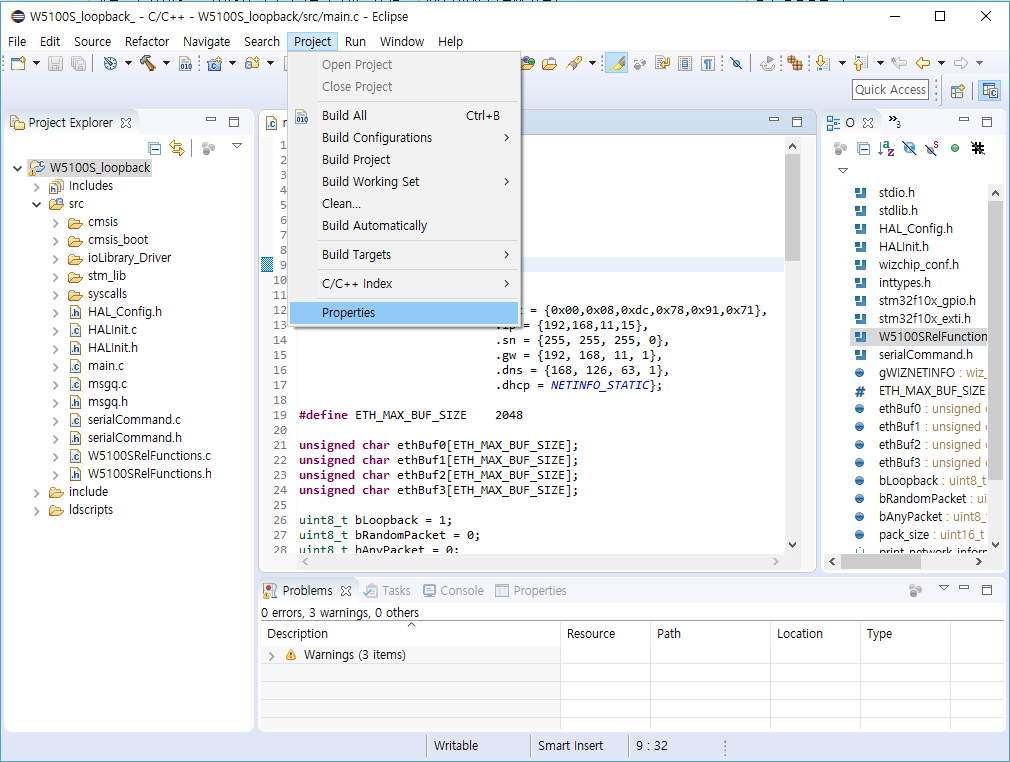 W5100S_loopback_ - C/C++ - W5100S_loopback/src/main.c - Eclipse
File Edit Source Refactor Navigate Search Project Run Window Help
Quick Access
Open Project
Close Project
Build All Ctrl+B
Build Configurations
Build Project
Build Working Set
Clean...
Build Automatically
Build Targets
C/C++ Index
Properties
Project Explorer
W5100S_loopback
Includes
src
cmsis
cmsis_boot
ioLibrary_Driver
stm_lib
syscalls
HAL_Config.h
HALInit.c
HALInit.h
main.c
msgq.c
msgq.h
serialCommand.c
serialCommand.h
W5100SRelFunctions.c
W5100SRelFunctions.h
include
ldscripts
1
2
3
4
5
6
7
8
9
10
11
12 = {0x00,0x08,0xdc,0x78,0x91,0x71},
13 .ip = {192,168,11,15},
14 .sn = {255, 255, 255, 0},
15 .gw = {192, 168, 11, 1},
16 .dns = {168, 126, 63, 1},
17 .dhcp = NETINFO_STATIC};
18
19 #define ETH_MAX_BUF_SIZE 2048
20
21 unsigned char ethBuf0[ETH_MAX_BUF_SIZE];
22 unsigned char ethBuf1[ETH_MAX_BUF_SIZE];
23 unsigned char ethBuf2[ETH_MAX_BUF_SIZE];
24 unsigned char ethBuf3[ETH_MAX_BUF_SIZE];
25
26 uint8_t bLoopback = 1;
27 uint8_t bRandomPacket = 0;
28 uint8_t bAnyPacket = 0;
O
3
stdio.h
stdlib.h
HAL_Config.h
HALInit.h
wizchip_conf.h
inttypes.h
stm32f10x_gpio.h
stm32f10x_exti.h
W5100SRelFunction
serialCommand.h
gWIZNETINFO : wiz_
ETH_MAX_BUF_SIZE
ethBuf0 : unsigned
ethBuf1 : unsigned
ethBuf2 : unsigned
ethBuf3 : unsigned
bLoopback : uint8_t
bRandomPacket : ui
bAnyPacket : uint8_
pack_size : uint16_t
print_network_inform
Problems Tasks Console Properties
0 errors, 3 warnings, 0 others
Description Resource Path Location Type
Warnings (3 items)
Writable Smart Insert 9 : 32